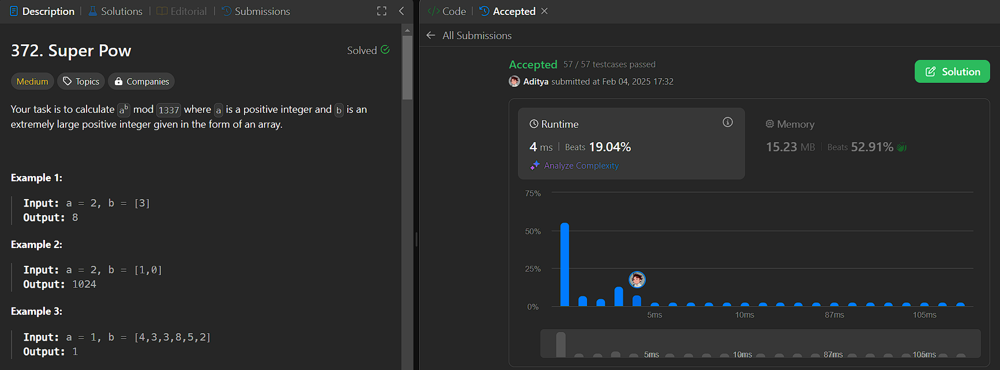 Description | Solutions | Editorial | Submissions
372. Super Pow
Solved
Medium Topics Companies
Your task is to calculate aᵇ mod 1337 where a is a positive integer and b is an
extremely large positive integer given in the form of an array.
Example 1:
Input: a = 2, b = [3]
Output: 8
Example 2:
Input: a = 2, b = [1,0]
Output: 1024
Example 3:
Input: a = 1, b = [4,3,3,8,5,2]
Output: 1
</> Code | Accepted
All Submissions
Accepted 57 / 57 testcases passed
Aditya submitted at Feb 04, 2025 17:32
Solution
Runtime
4 ms | Beats 19.04%
Analyze Complexity
Memory
15.23 MB | Beats 52.91%
75%
50%
25%
0%
5ms 10ms 87ms 105ms
5ms 10ms 87ms 105ms